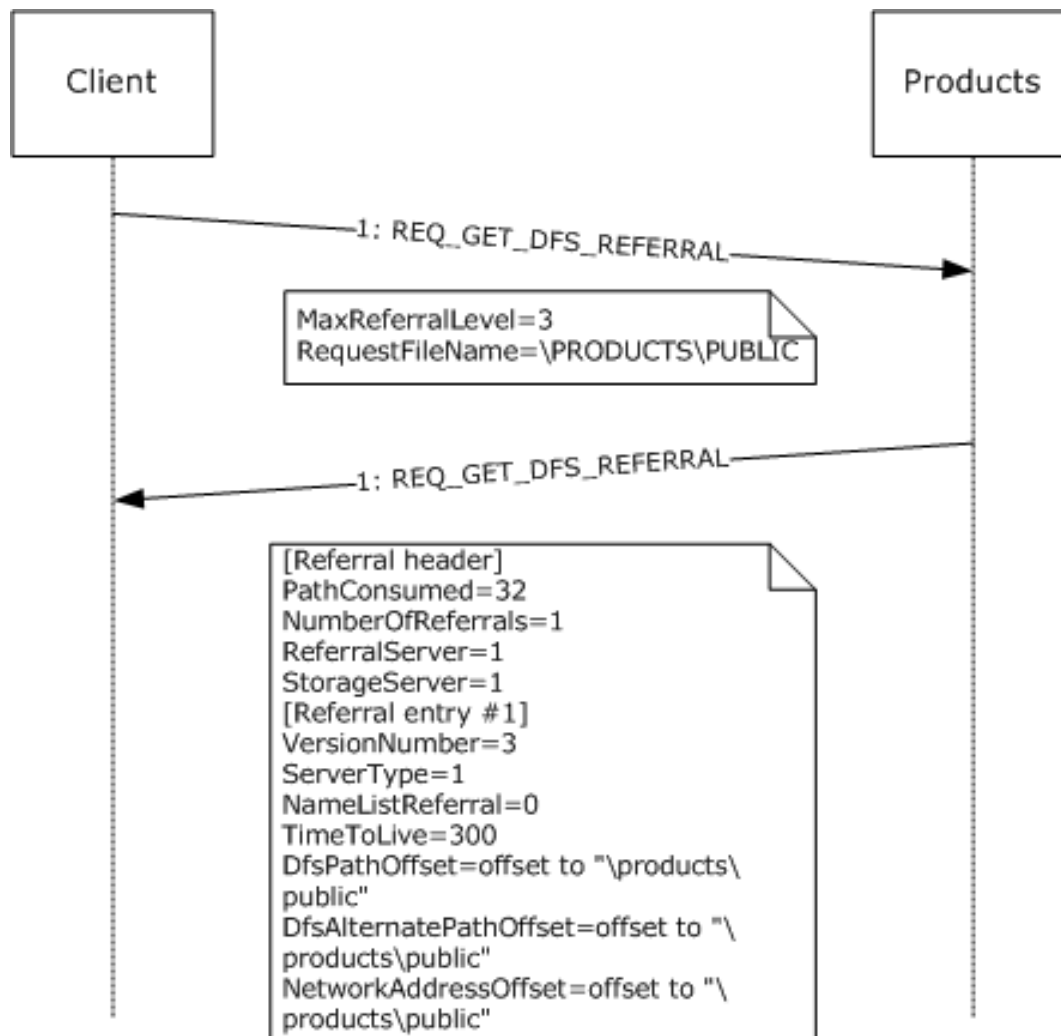 Client
Products
1: REQ_GET_DFS_REFERRAL
MaxReferralLevel=3
RequestFileName=\PRODUCTS\PUBLIC
1: REQ_GET_DFS_REFERRAL
[Referral header]
PathConsumed=32
NumberOfReferrals=1
ReferralServer=1
StorageServer=1
[Referral entry #1]
VersionNumber=3
ServerType=1
NameListReferral=0
TimeToLive=300
DfsPathOffset=offset to "\products\
public"
DfsAlternatePathOffset=offset to "\
products\public"
NetworkAddressOffset=offset to "\
products\public"